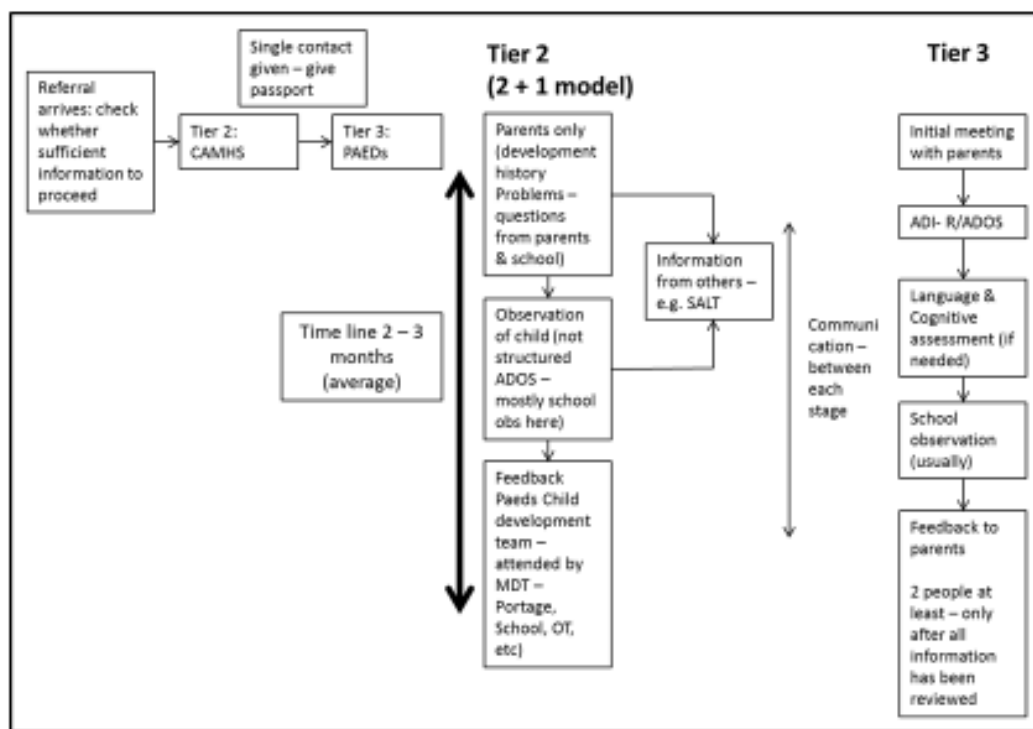 Referral
arrives: check
whether
sufficient
information to
proceed
Single contact
given – give
passport
Tier 2:
CAMHS
Tier 3:
PAEDs
Time line 2 – 3
months
(average)
Tier 2
(2 + 1 model)
Parents only
(development
history
Problems –
questions
from parents
& school)
Observation
of child (not
structured
ADOS –
mostly school
obs here)
Feedback
Paeds Child
development
team –
attended by
MDT –
Portage,
School, OT,
etc)
Information
from others –
e.g. SALT
Communi
cation –
between
each
stage
Tier 3
Initial meeting
with parents
ADI- R/ADOS
Language &
Cognitive
assessment (if
needed)
School
observation
(usually)
Feedback to
parents
2 people at
least – only
after all
information
has been
reviewed